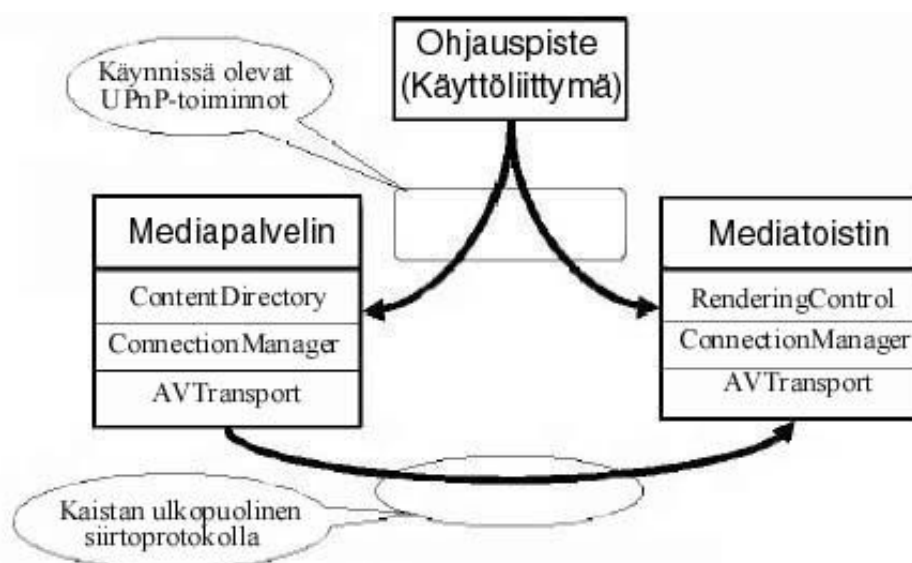 Ohjauspiste
(Käyttöliittymä)
Käynnissä olevat
UPnP-toiminnot
Mediapalvelin
ContentDirectory
ConnectionManager
AVTransport
Mediatoistin
RenderingControl
ConnectionManager
AVTransport
Kaistan ulkopuolinen
siirtoprotokolla